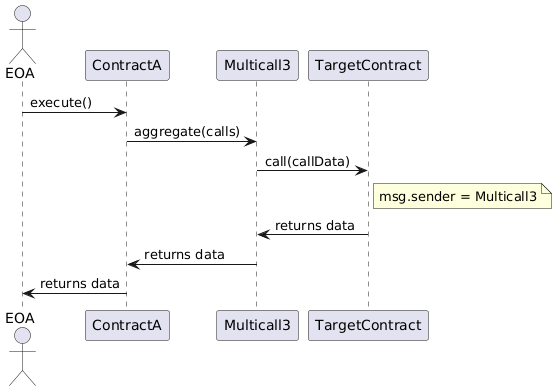 EOA
ContractA
Multicall3
TargetContract
execute()
aggregate(calls)
call(callData)
msg.sender = Multicall3
returns data
returns data
returns data
EOA
ContractA
Multicall3
TargetContract